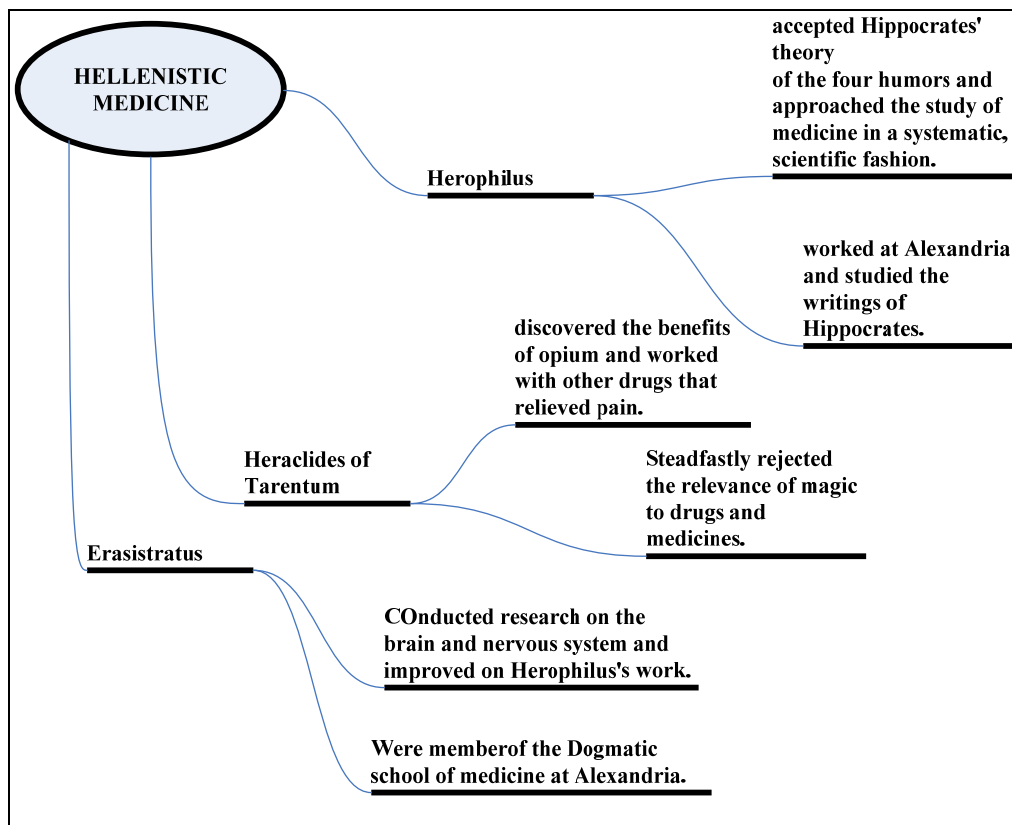 HELLENISTIC
MEDICINE
Herophilus
accepted Hippocrates'
theory
of the four humors and
approached the study of
medicine in a systematic,
scientific fashion.
worked at Alexandria
and studied the
writings of
Hippocrates.
Heraclides of
Tarentum
discovered the benefits
of opium and worked
with other drugs that
relieved pain.
Steadfastly rejected
the relevance of magic
to drugs and
medicines.
Erasistratus
COnducted research on the
brain and nervous system and
improved on Herophilus's work.
Were memberof the Dogmatic
school of medicine at Alexandria.